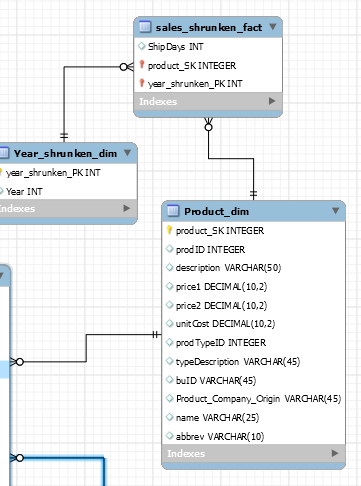 sales_shrunken_fact
ShipDays INT
product_SK INTEGER
year_shrunken_PK INT
Indexes
Year_shrunken_dim
year_shrunken_PK INT
Year INT
Indexes
Product_dim
product_SK INTEGER
prodID INTEGER
description VARCHAR(50)
price1 DECIMAL(10,2)
price2 DECIMAL(10,2)
unitCost DECIMAL(10,2)
prodTypeID INTEGER
typeDescription VARCHAR(45)
buID VARCHAR(45)
Product_Company_Origin VARCHAR(45)
name VARCHAR(25)
abbrev VARCHAR(10)
Indexes